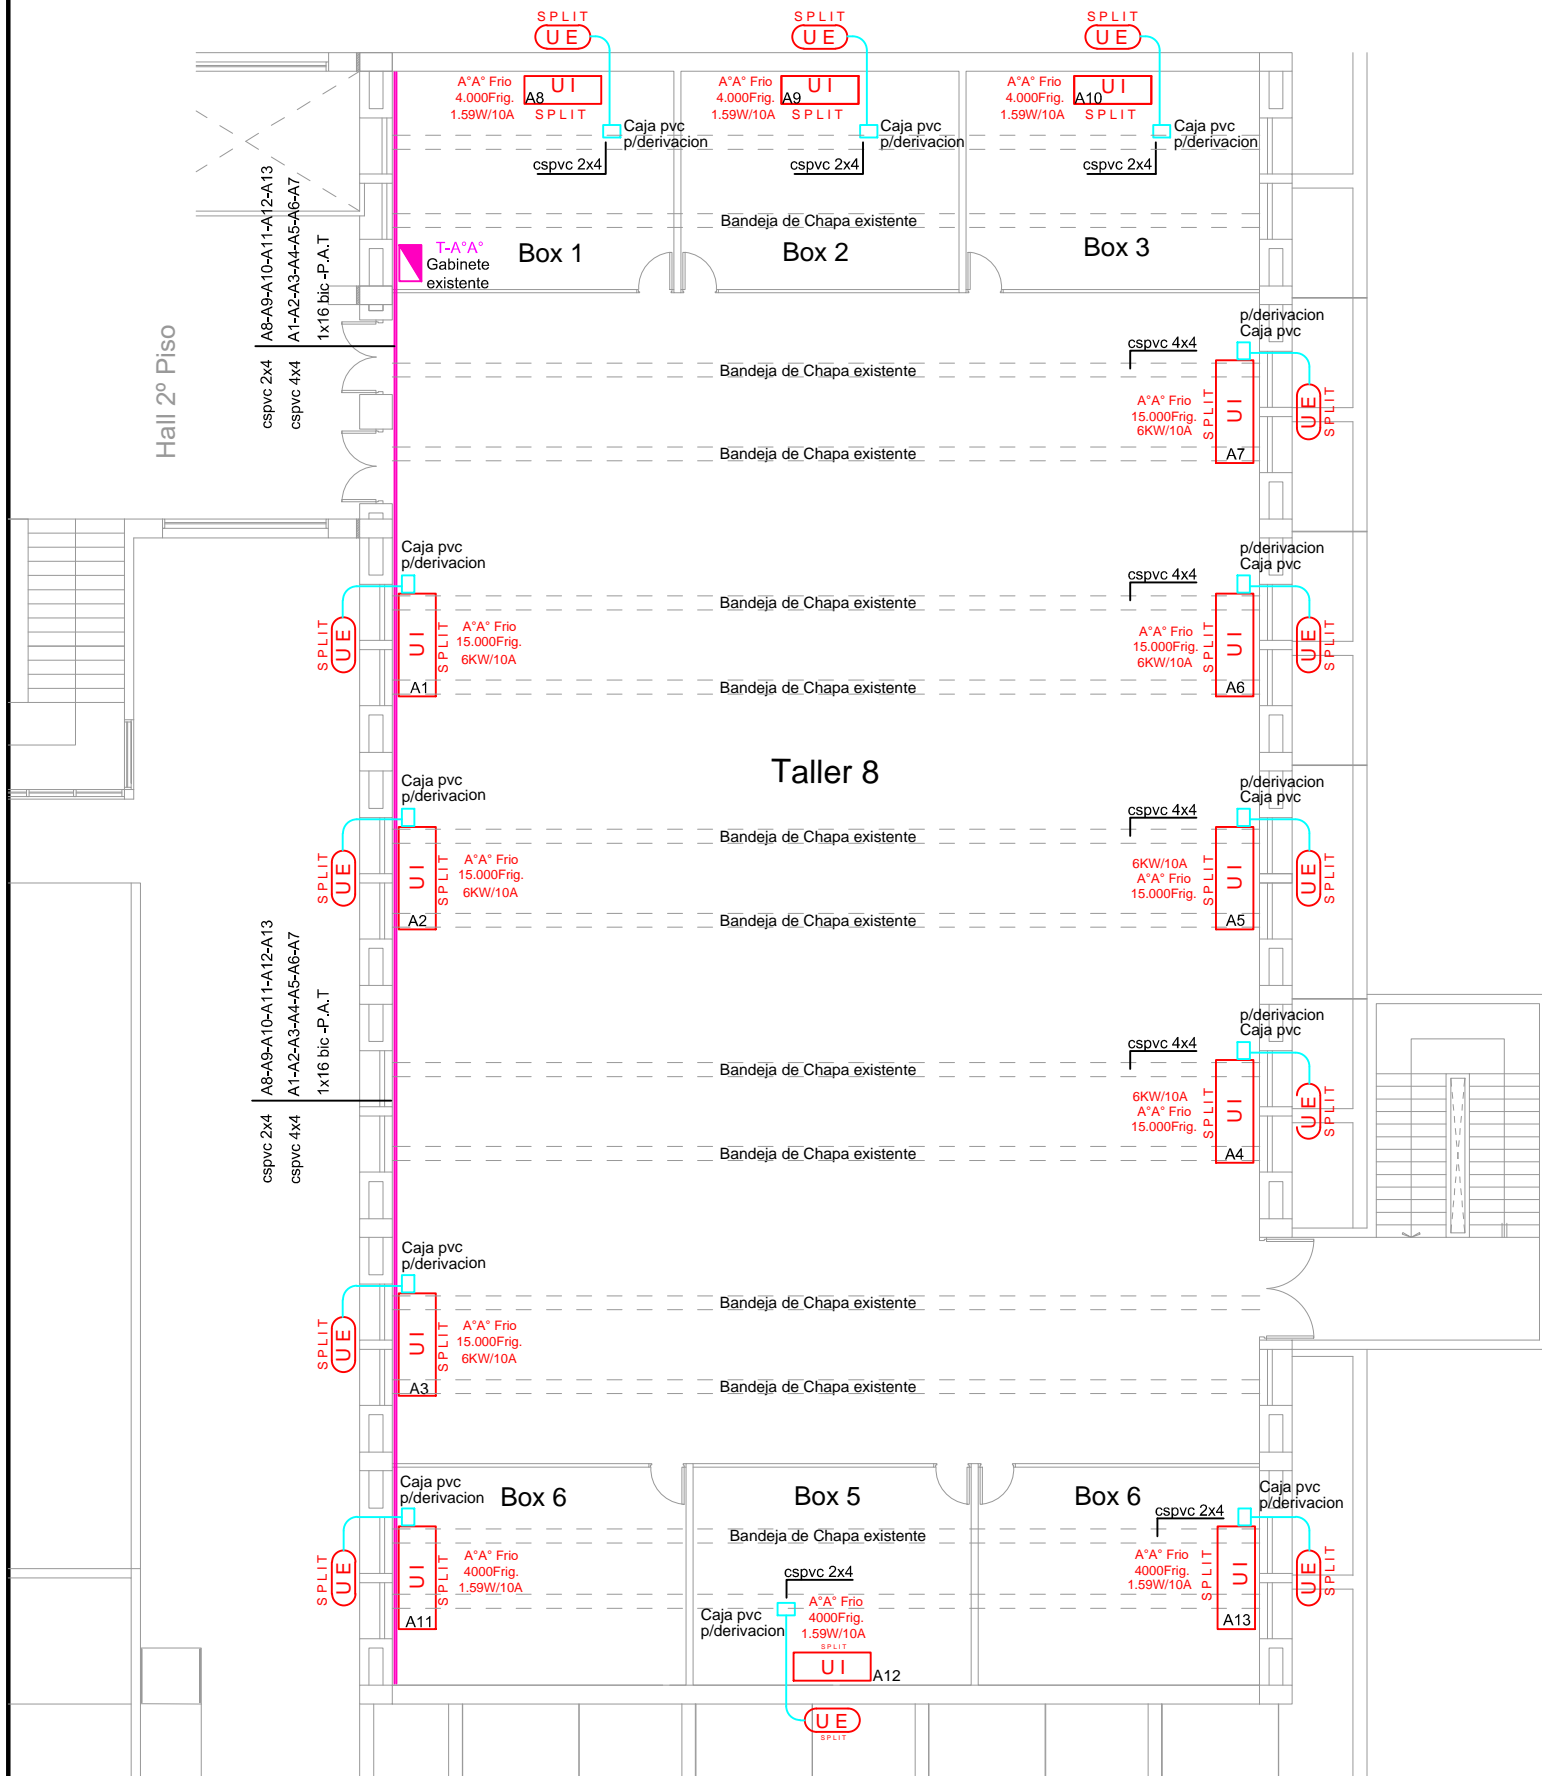 SPLIT
UE
SPLIT
UE
SPLIT
UE
A°A° Frio
4.000Frig.
1.59W/10A
UI
A8
SPLIT
Caja pvc
p/derivacion
cspvc 2x4
A°A° Frio
4.000Frig.
1.59W/10A
UI
A9
SPLIT
Caja pvc
p/derivacion
cspvc 2x4
A°A° Frio
4.000Frig.
1.59W/10A
UI
A10
SPLIT
Caja pvc
p/derivacion
cspvc 2x4
Bandeja de Chapa existente
T-A°A°
Gabinete
existente
Box 1
Box 2
Box 3
Hall 2º Piso
cspvc 2x4 A8-A9-A10-A11-A12-A13
cspvc 4x4 A1-A2-A3-A4-A5-A6-A7
1x16 bic -P.A.T
p/derivacion
Caja pvc
cspvc 4x4
Bandeja de Chapa existente
A°A° Frio
15.000Frig.
6KW/10A
SPLIT
UI
A7
UE
SPLIT
Bandeja de Chapa existente
Caja pvc
p/derivacion
SPLIT
UE
UI
A1
SPLIT
A°A° Frio
15.000Frig.
6KW/10A
Bandeja de Chapa existente
p/derivacion
Caja pvc
cspvc 4x4
A°A° Frio
15.000Frig.
6KW/10A
SPLIT
UI
A6
UE
SPLIT
Bandeja de Chapa existente
Taller 8
Caja pvc
p/derivacion
SPLIT
UE
UI
A2
SPLIT
A°A° Frio
15.000Frig.
6KW/10A
Bandeja de Chapa existente
p/derivacion
Caja pvc
cspvc 4x4
6KW/10A
A°A° Frio
15.000Frig.
SPLIT
UI
A5
UE
SPLIT
Bandeja de Chapa existente
cspvc 2x4 A8-A9-A10-A11-A12-A13
cspvc 4x4 A1-A2-A3-A4-A5-A6-A7
1x16 bic -P.A.T
p/derivacion
Caja pvc
cspvc 4x4
Bandeja de Chapa existente
6KW/10A
A°A° Frio
15.000Frig.
SPLIT
UI
A4
UE
SPLIT
Bandeja de Chapa existente
Caja pvc
p/derivacion
SPLIT
UE
UI
A3
SPLIT
A°A° Frio
15.000Frig.
6KW/10A
Bandeja de Chapa existente
Bandeja de Chapa existente
Caja pvc
p/derivacion
Box 6
Box 5
Box 6
Caja pvc
p/derivacion
cspvc 2x4
SPLIT
UE
UI
A11
SPLIT
A°A° Frio
4000Frig.
1.59W/10A
Bandeja de Chapa existente
cspvc 2x4
Caja pvc
p/derivacion
A°A° Frio
4000Frig.
1.59W/10A
SPLIT
UI
A12
UE
SPLIT
A°A° Frio
4000Frig.
1.59W/10A
SPLIT
UI
A13
UE
SPLIT